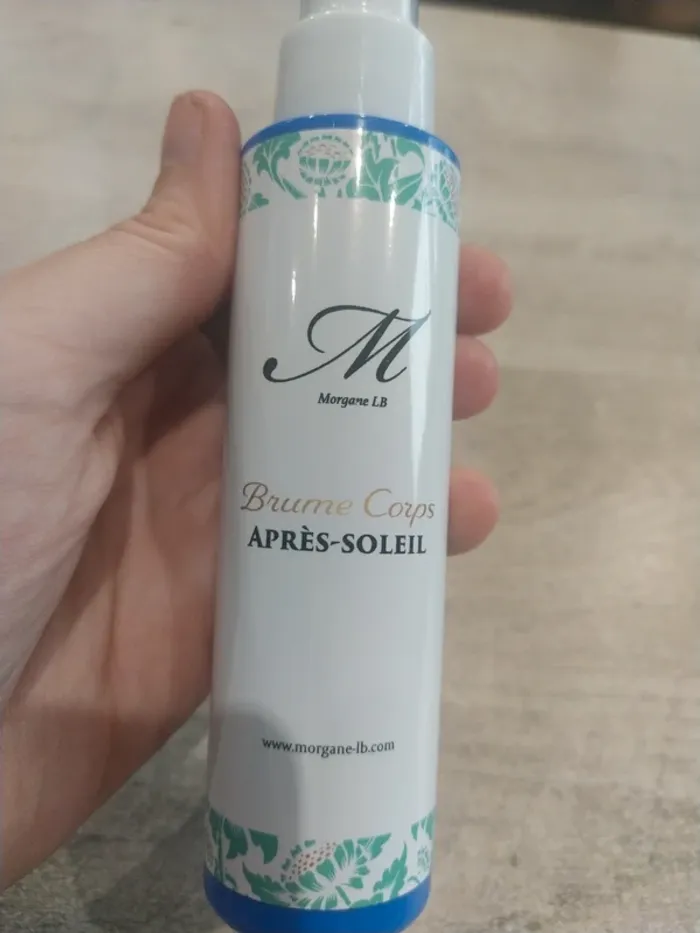 M
Morgane LB
Brume Corps
APRÈS-SOLEIL
www.morgane-lb.com